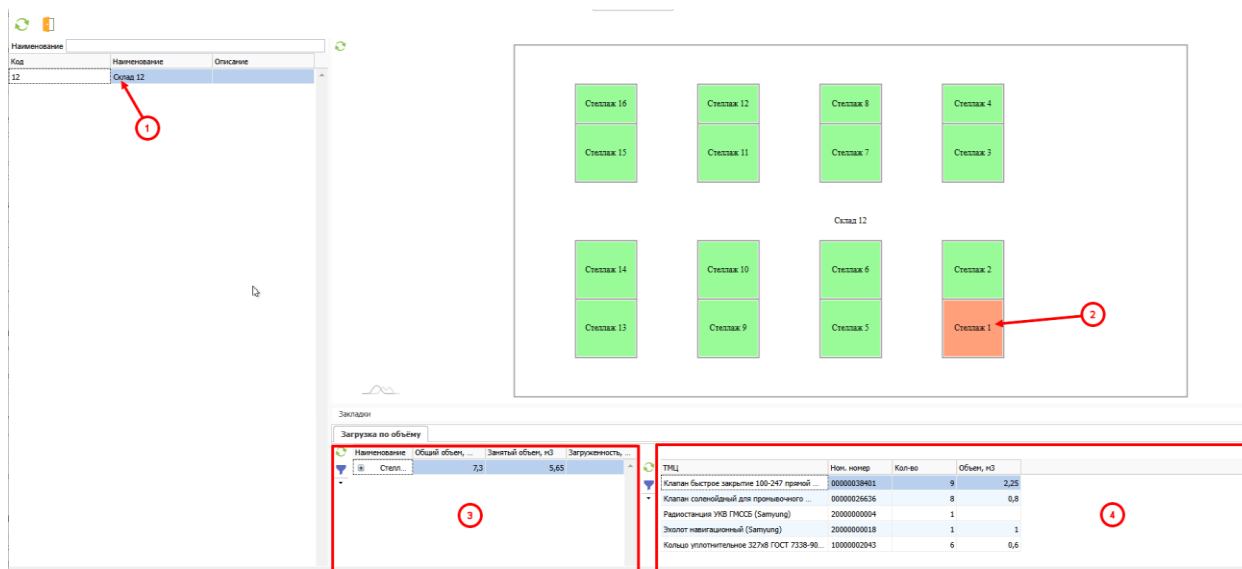 Наименование
Код Наименование Описание
12 Склад 12
1
Стеллаж 16 Стеллаж 12 Стеллаж 8 Стеллаж 4
Стеллаж 15 Стеллаж 11 Стеллаж 7 Стеллаж 3
Склад 12
Стеллаж 14 Стеллаж 10 Стеллаж 6 Стеллаж 2
Стеллаж 13 Стеллаж 9 Стеллаж 5 Стеллаж 1
2
Закладки
Загрузка по объёму
Наименование Общий объем, ... Занятый объем, м3 Загруженность, ...
Стелл... 7,3 5,65
3
ТМЦ Ном. номер Кол-во Объем, м3
Клапан быстрое закрытие 100-247 прямой ... 00000038401 9 2,25
Клапан соленойдный для промывочного ... 00000026636 8 0,8
Радиостанция УКВ ГМССБ (Samyung) 20000000004 1
Эхолот навигационный (Samyung) 20000000018 1 1
Кольцо уплотнительное 327х8 ГОСТ 7338-90... 10000002043 6 0,6
4